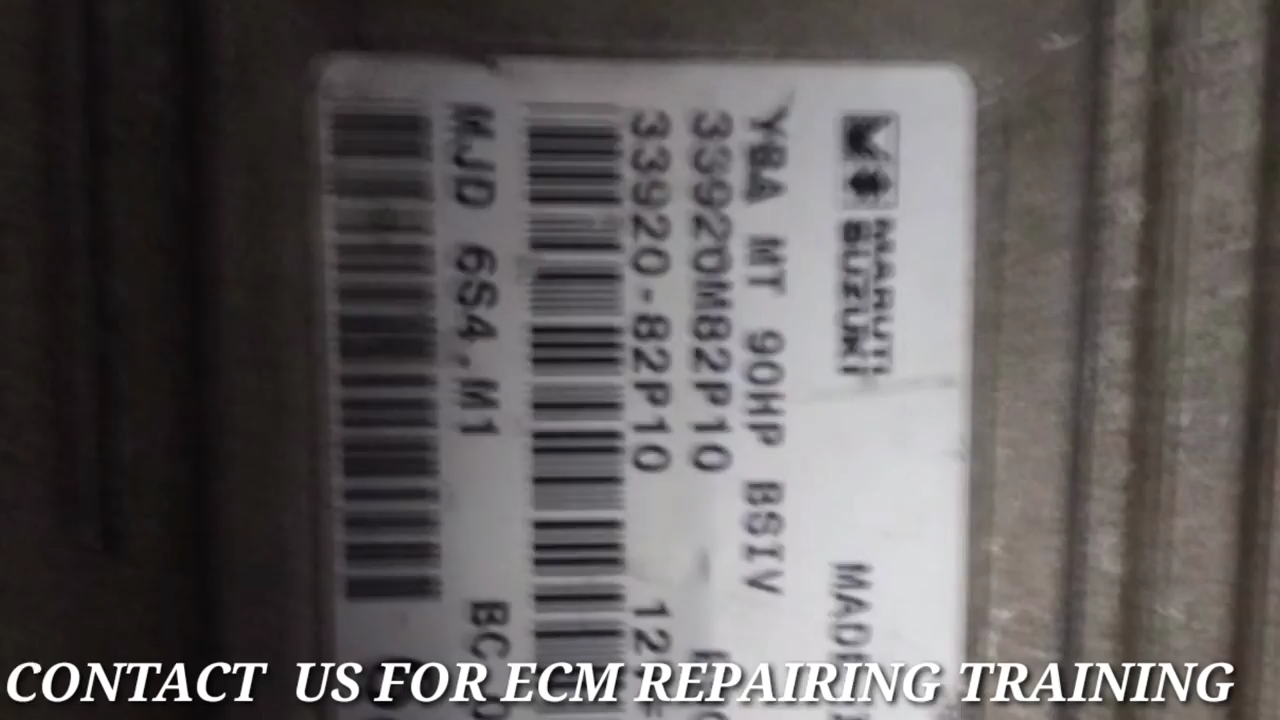 MARUTI
SUZUKI
YBA MT 90HP BSIV
33920M82P10
33920-82P10
MJD 6S4.M1
CONTACT US FOR ECM REPAIRING TRAINING